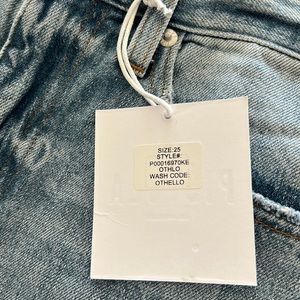 SIZE:25
STYLE#:
P00016970KE
OTHLO
WASH CODE:
OTHELLO